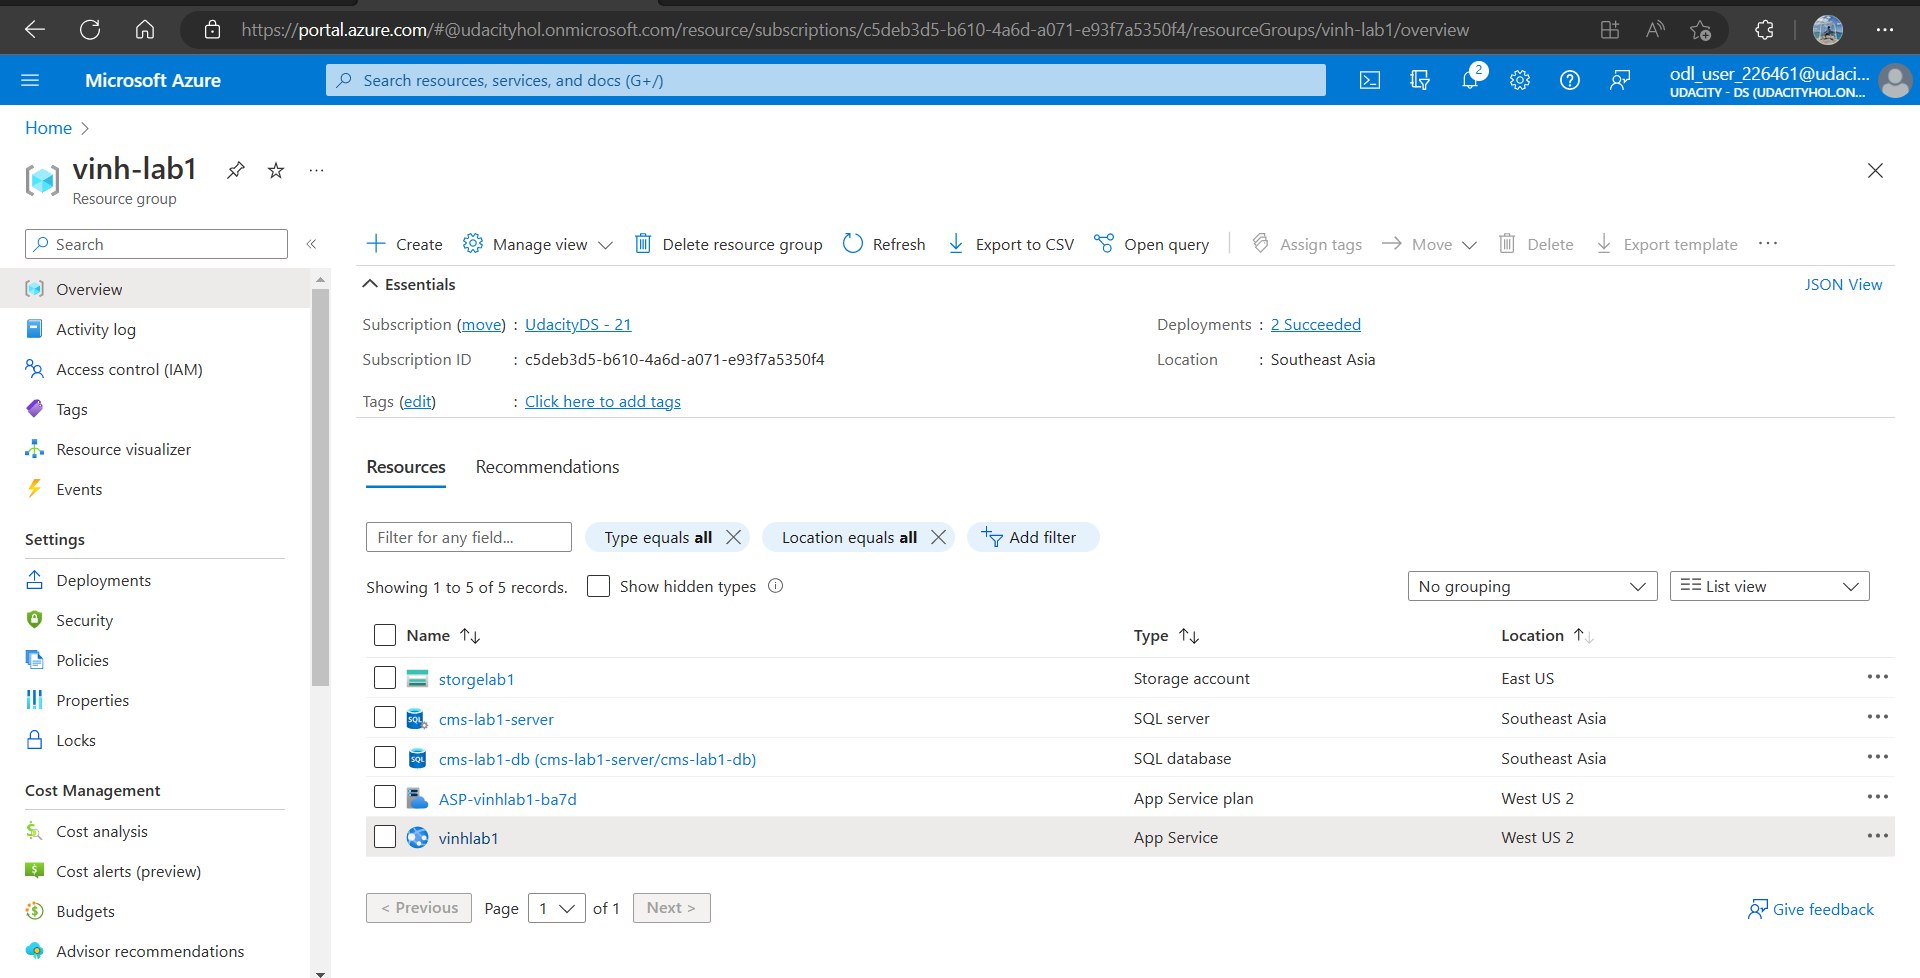 https://portal.azure.com/#@udacityhol.onmicrosoft.com/resource/subscriptions/c5deb3d5-b610-4a6d-a071-e93f7a5350f4/resourceGroups/vinh-lab1/overview
Microsoft Azure
Search resources, services, and docs (G+/)
2
odl_user_226461@udaci...
UDACITY - DS (UDACITYHOL.ON...
Home
vinh-lab1
Resource group
Search
Create
Manage view
Delete resource group
Refresh
Export to CSV
Open query
Assign tags
Move
Delete
Export template
Overview
Activity log
Access control (IAM)
Tags
Resource visualizer
Events
Settings
Deployments
Security
Policies
Properties
Locks
Cost Management
Cost analysis
Cost alerts (preview)
Budgets
Advisor recommendations
Essentials
JSON View
Subscription (move) : UdacityDS - 21
Deployments : 2 Succeeded
Subscription ID : c5deb3d5-b610-4a6d-a071-e93f7a5350f4
Location : Southeast Asia
Tags (edit) : Click here to add tags
Resources
Recommendations
Filter for any field...
Type equals all
Location equals all
Add filter
Showing 1 to 5 of 5 records.
Show hidden types
No grouping
List view
Name Type Location
storgelab1 Storage account East US
cms-lab1-server SQL server Southeast Asia
cms-lab1-db (cms-lab1-server/cms-lab1-db) SQL database Southeast Asia
ASP-vinhlab1-ba7d App Service plan West US 2
vinhlab1 App Service West US 2
< Previous
Page 1 of 1
Next >
Give feedback